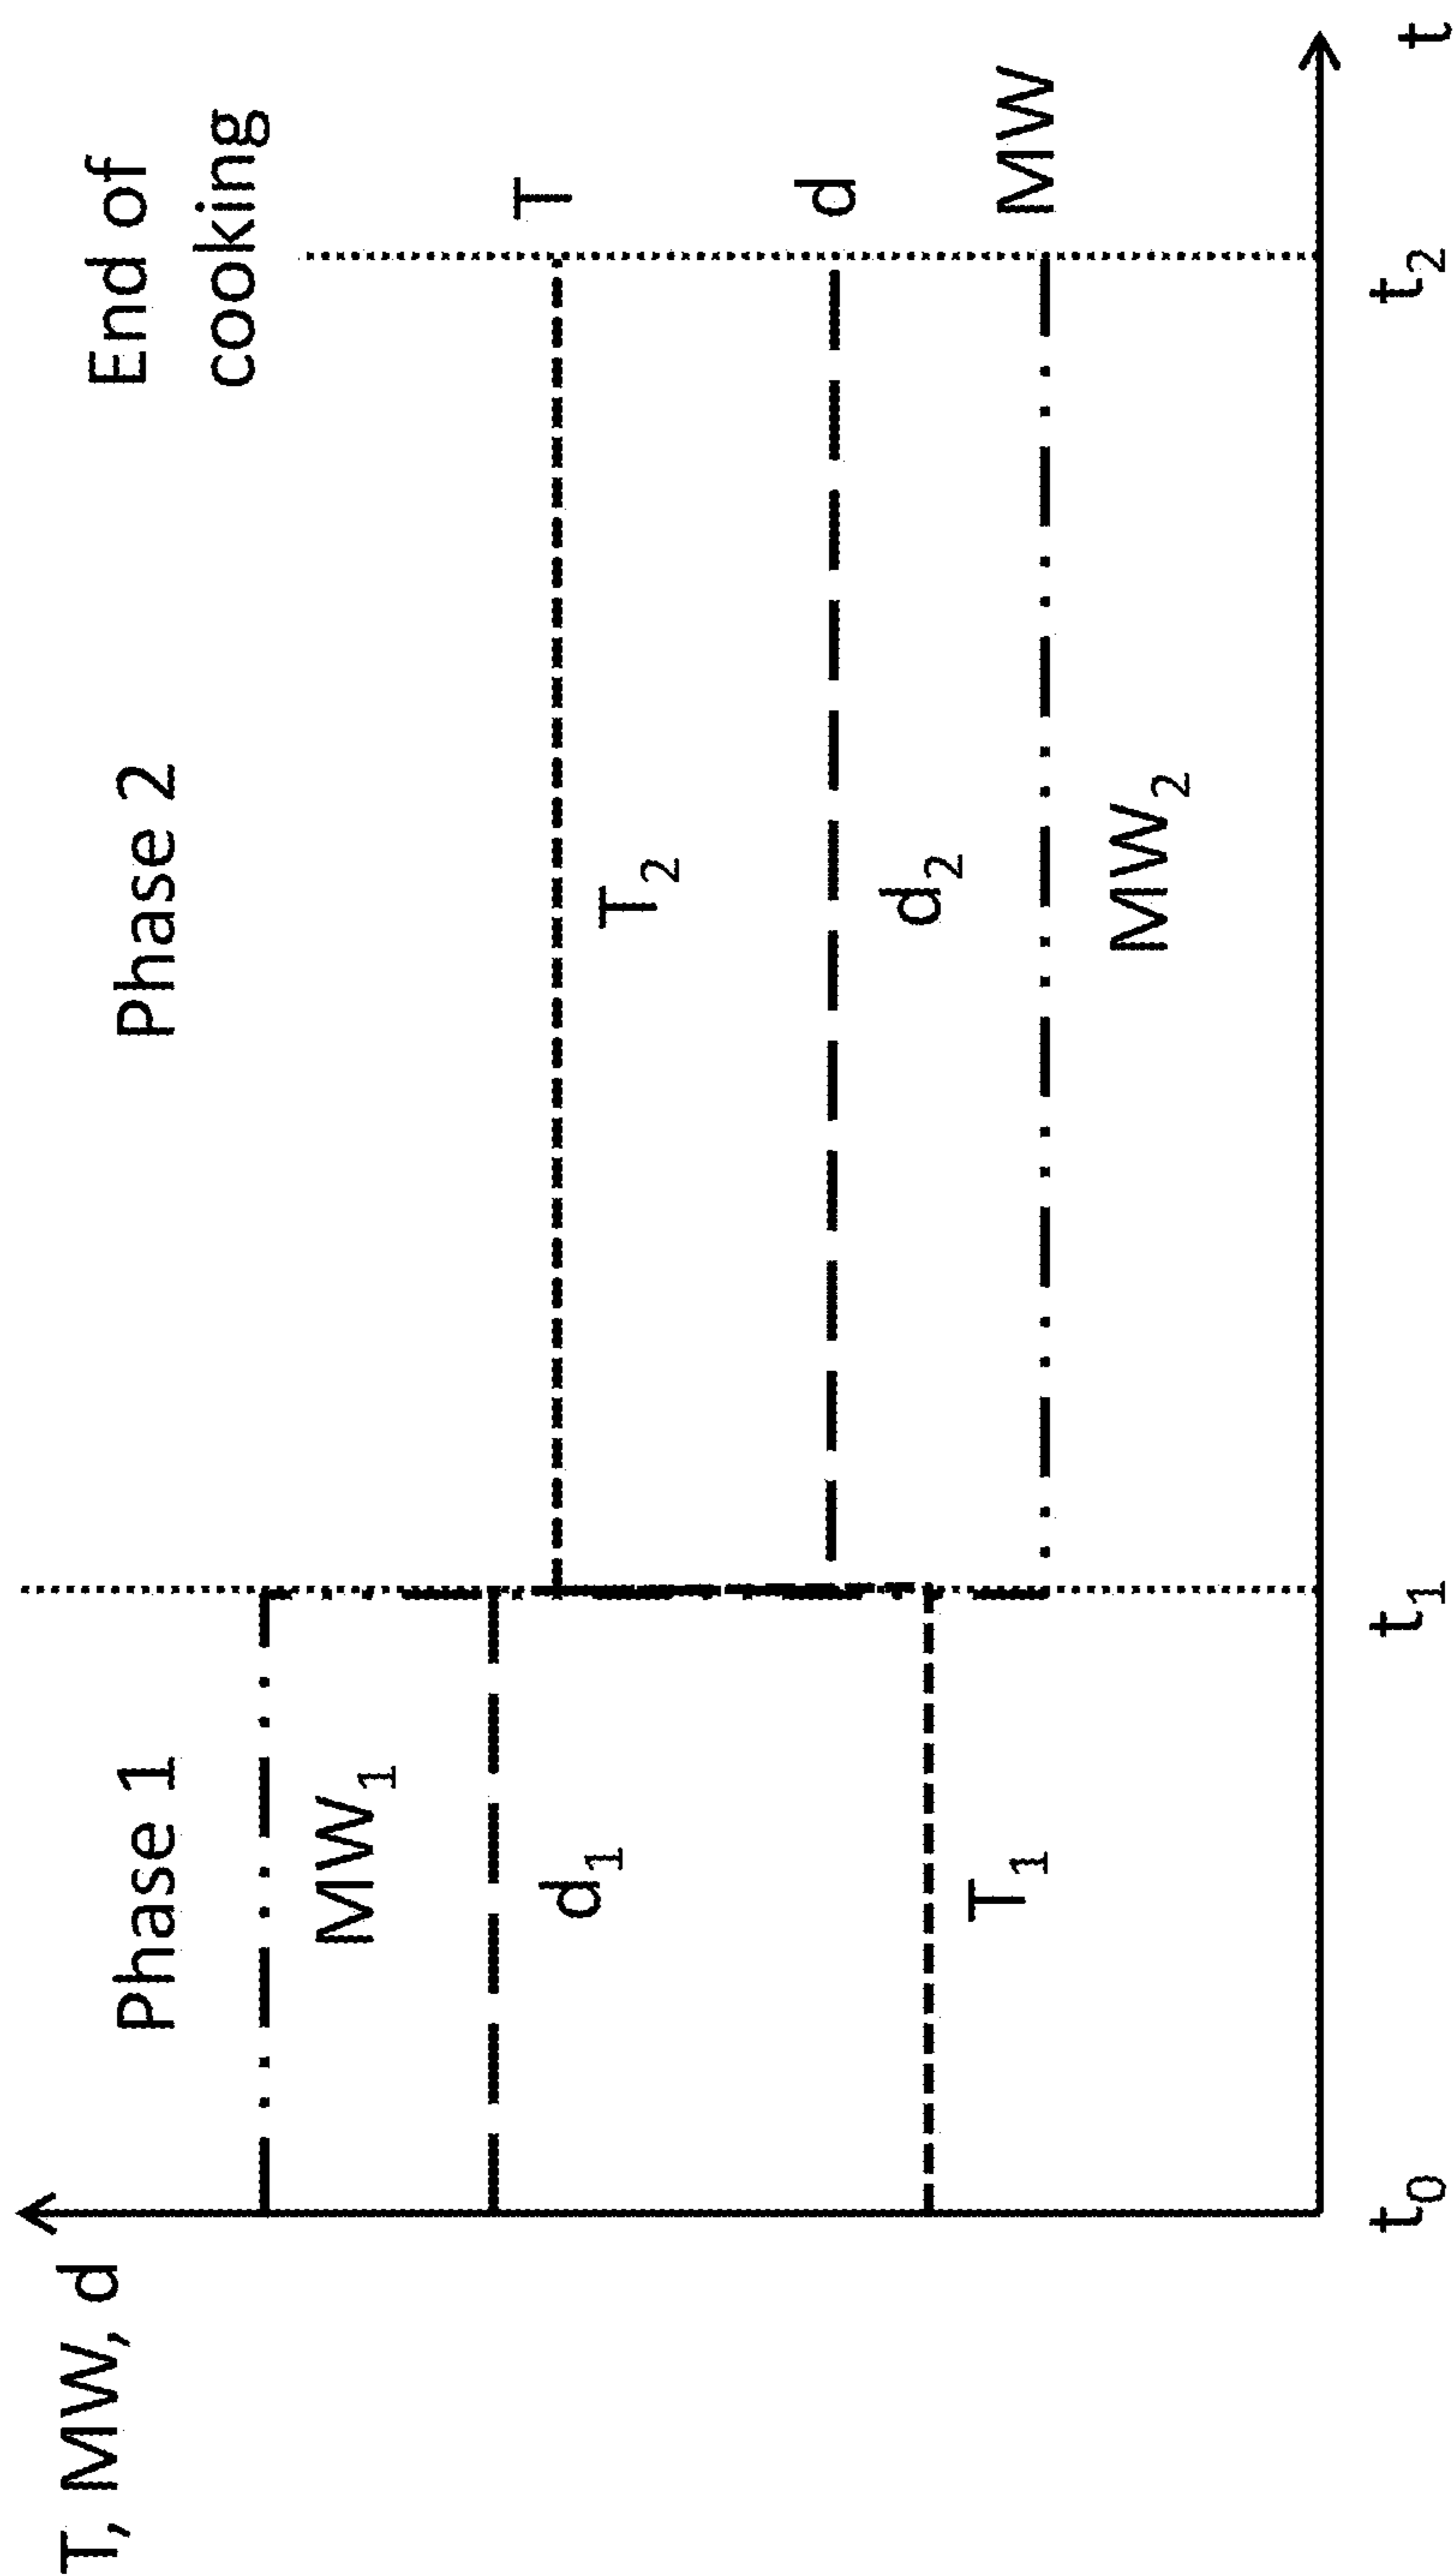 T, MW, d
Phase 1
Phase 2
End of
cooking
MW₁
d₁
T₁
T₂
d₂
MW₂
T
d
MW
t₀
t₁
t₂
t